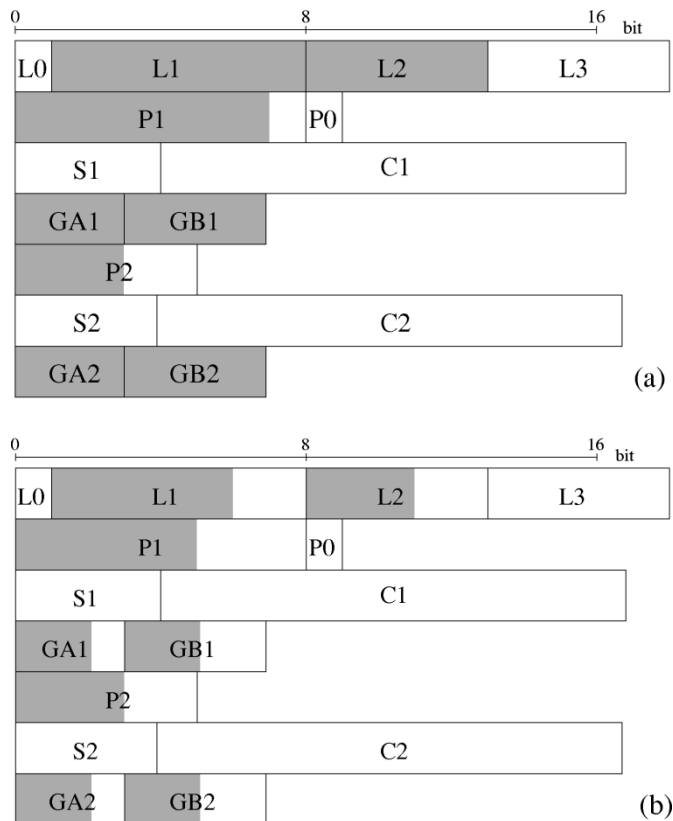 0 8 16 bit
L0 L1 L2 L3
P1 P0
S1 C1
GA1 GB1
P2
S2 C2
GA2 GB2
(a)
0 8 16 bit
L0 L1 L2 L3
P1 P0
S1 C1
GA1 GB1
P2
S2 C2
GA2 GB2
(b)